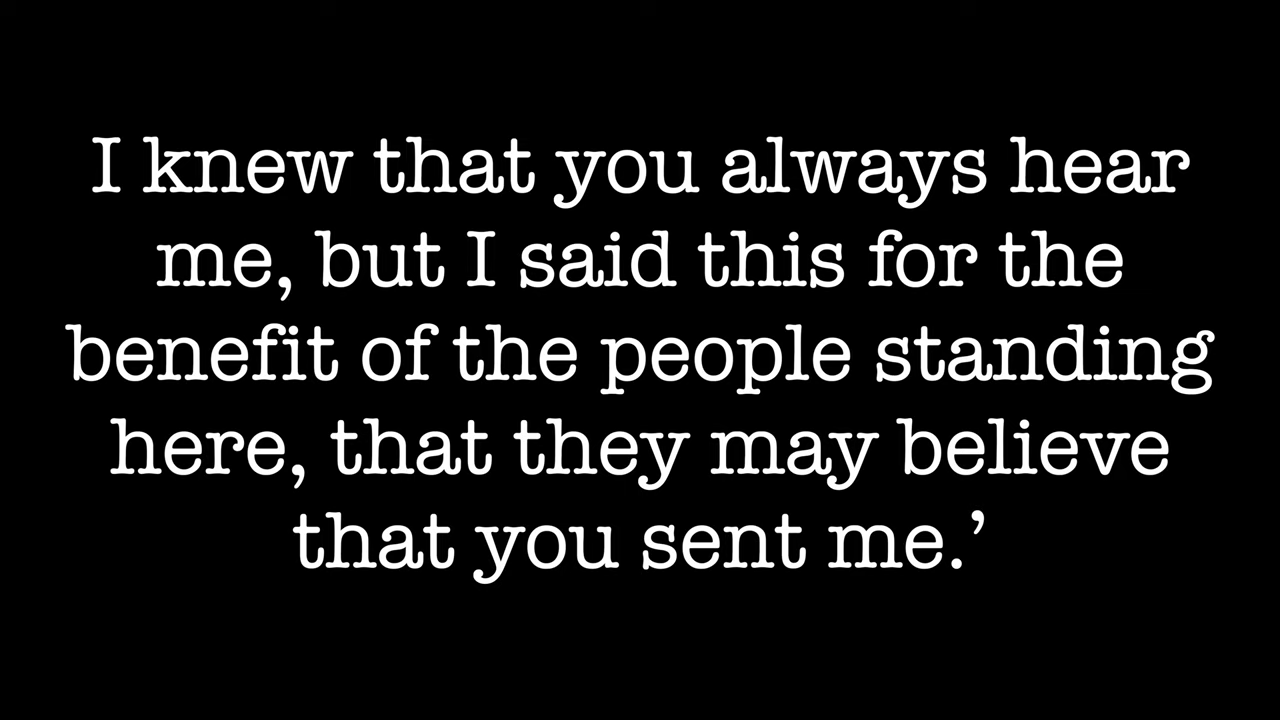 I knew that you always hear
me, but I said this for the
benefit of the people standing
here, that they may believe
that you sent me.’